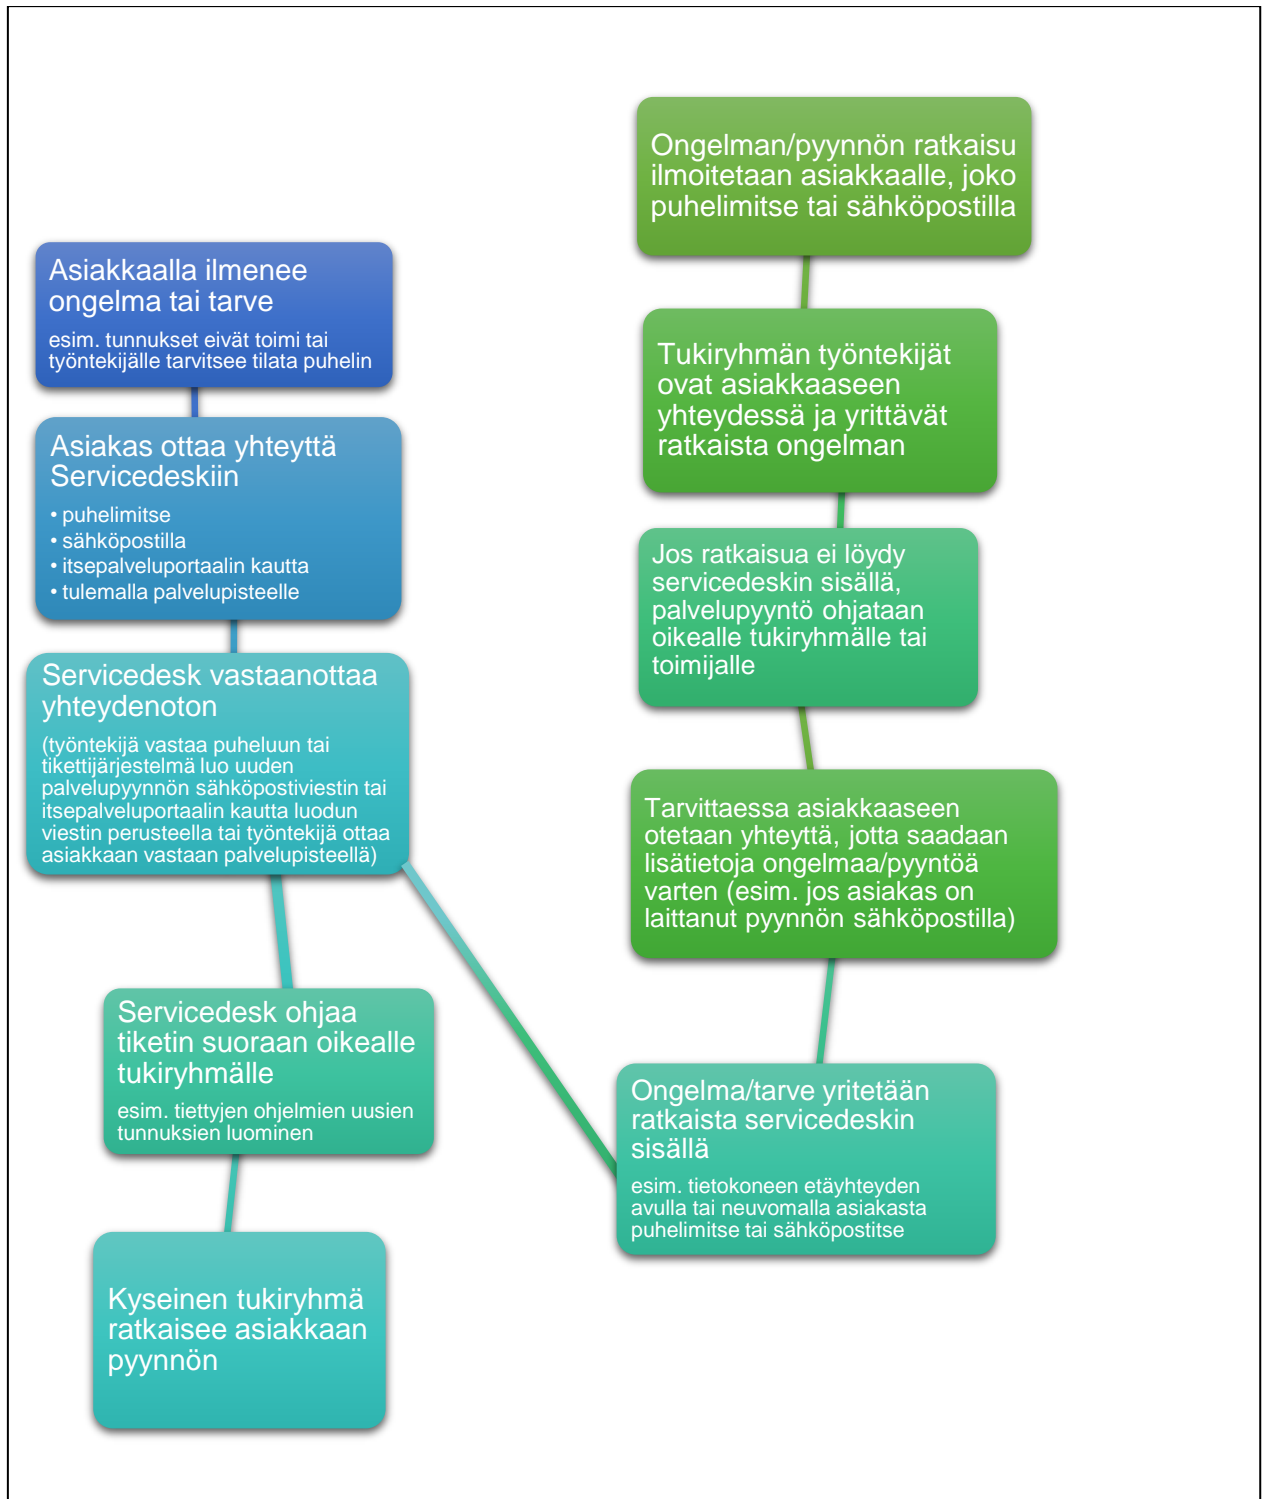 Asiakkaalla ilmenee
ongelma tai tarve
esim. tunnukset eivät toimi tai
työntekijälle tarvitsee tilata puhelin
Asiakas ottaa yhteyttä
Servicedeskiin
• puhelimitse
• sähköpostilla
• itsepalveluportaalin kautta
• tulemalla palvelupisteelle
Servicedesk vastaanottaa
yhteydenoton
(työntekijä vastaa puheluun tai
tikettijärjestelmä luo uuden
palvelupyynnön sähköpostiviestin tai
itsepalveluportaalin kautta luodun
viestin perusteella tai työntekijä ottaa
asiakkaan vastaan palvelupisteellä)
Servicedesk ohjaa
tiketin suoraan oikealle
tukiryhmälle
esim. tiettyjen ohjelmien uusien
tunnuksien luominen
Kyseinen tukiryhmä
ratkaisee asiakkaan
pyynnön
Ongelma/tarve yritetään
ratkaista servicedeskin
sisällä
esim. tietokoneen etäyhteyden
avulla tai neuvomalla asiakasta
puhelimitse tai sähköpostitse
Tarvittaessa asiakkaaseen
otetaan yhteyttä, jotta saadaan
lisätietoja ongelmaa/pyyntöä
varten (esim. jos asiakas on
laittanut pyynnön sähköpostilla)
Jos ratkaisua ei löydy
servicedeskin sisällä,
palvelupyyntö ohjataan
oikealle tukiryhmälle tai
toimijalle
Tukiryhmän työntekijät
ovat asiakkaaseen
yhteydessä ja yrittävät
ratkaista ongelman
Ongelman/pyynnön ratkaisu
ilmoitetaan asiakkaalle, joko
puhelimitse tai sähköpostilla